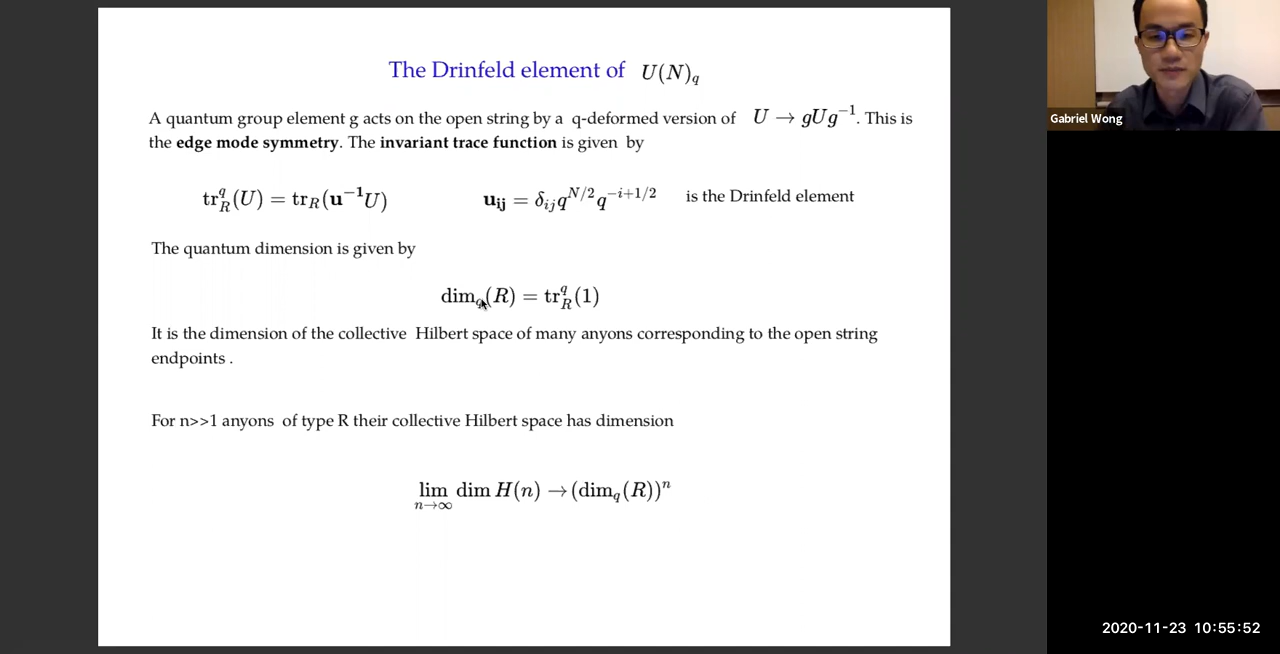 The Drinfeld element of U(N)_q
A quantum group element g acts on the open string by a q-deformed version of U → gUg^{-1}. This is
the edge mode symmetry. The invariant trace function is given by
tr^q_R(U) = tr_R(u^{-1}U) u_{ij} = δ_{ij}q^{N/2}q^{-i+1/2} is the Drinfeld element
The quantum dimension is given by
dim_q(R) = tr^q_R(1)
It is the dimension of the collective Hilbert space of many anyons corresponding to the open string
endpoints .
For n>>1 anyons of type R their collective Hilbert space has dimension
lim_{n→∞} dim H(n) → (dim_q(R))^n
Gabriel Wong
2020-11-23 10:55:52